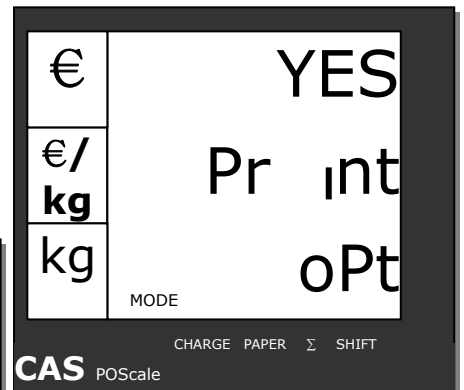 € YES
€/ Pr ınt
kg
kg oPt
MODE
CHARGE PAPER Σ SHIFT
CAS POScale